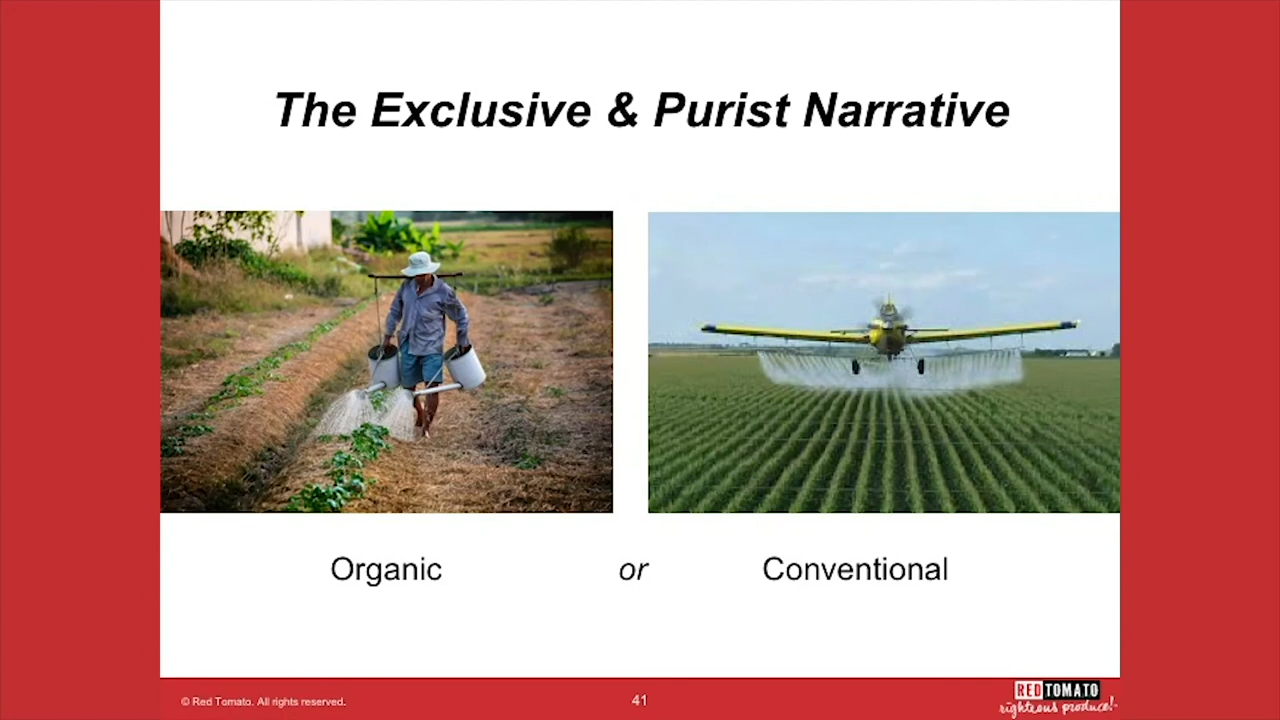 The Exclusive & Purist Narrative
Organic or Conventional
© Red Tomato. All rights reserved.
41
RED TOMATO
righteous produce!